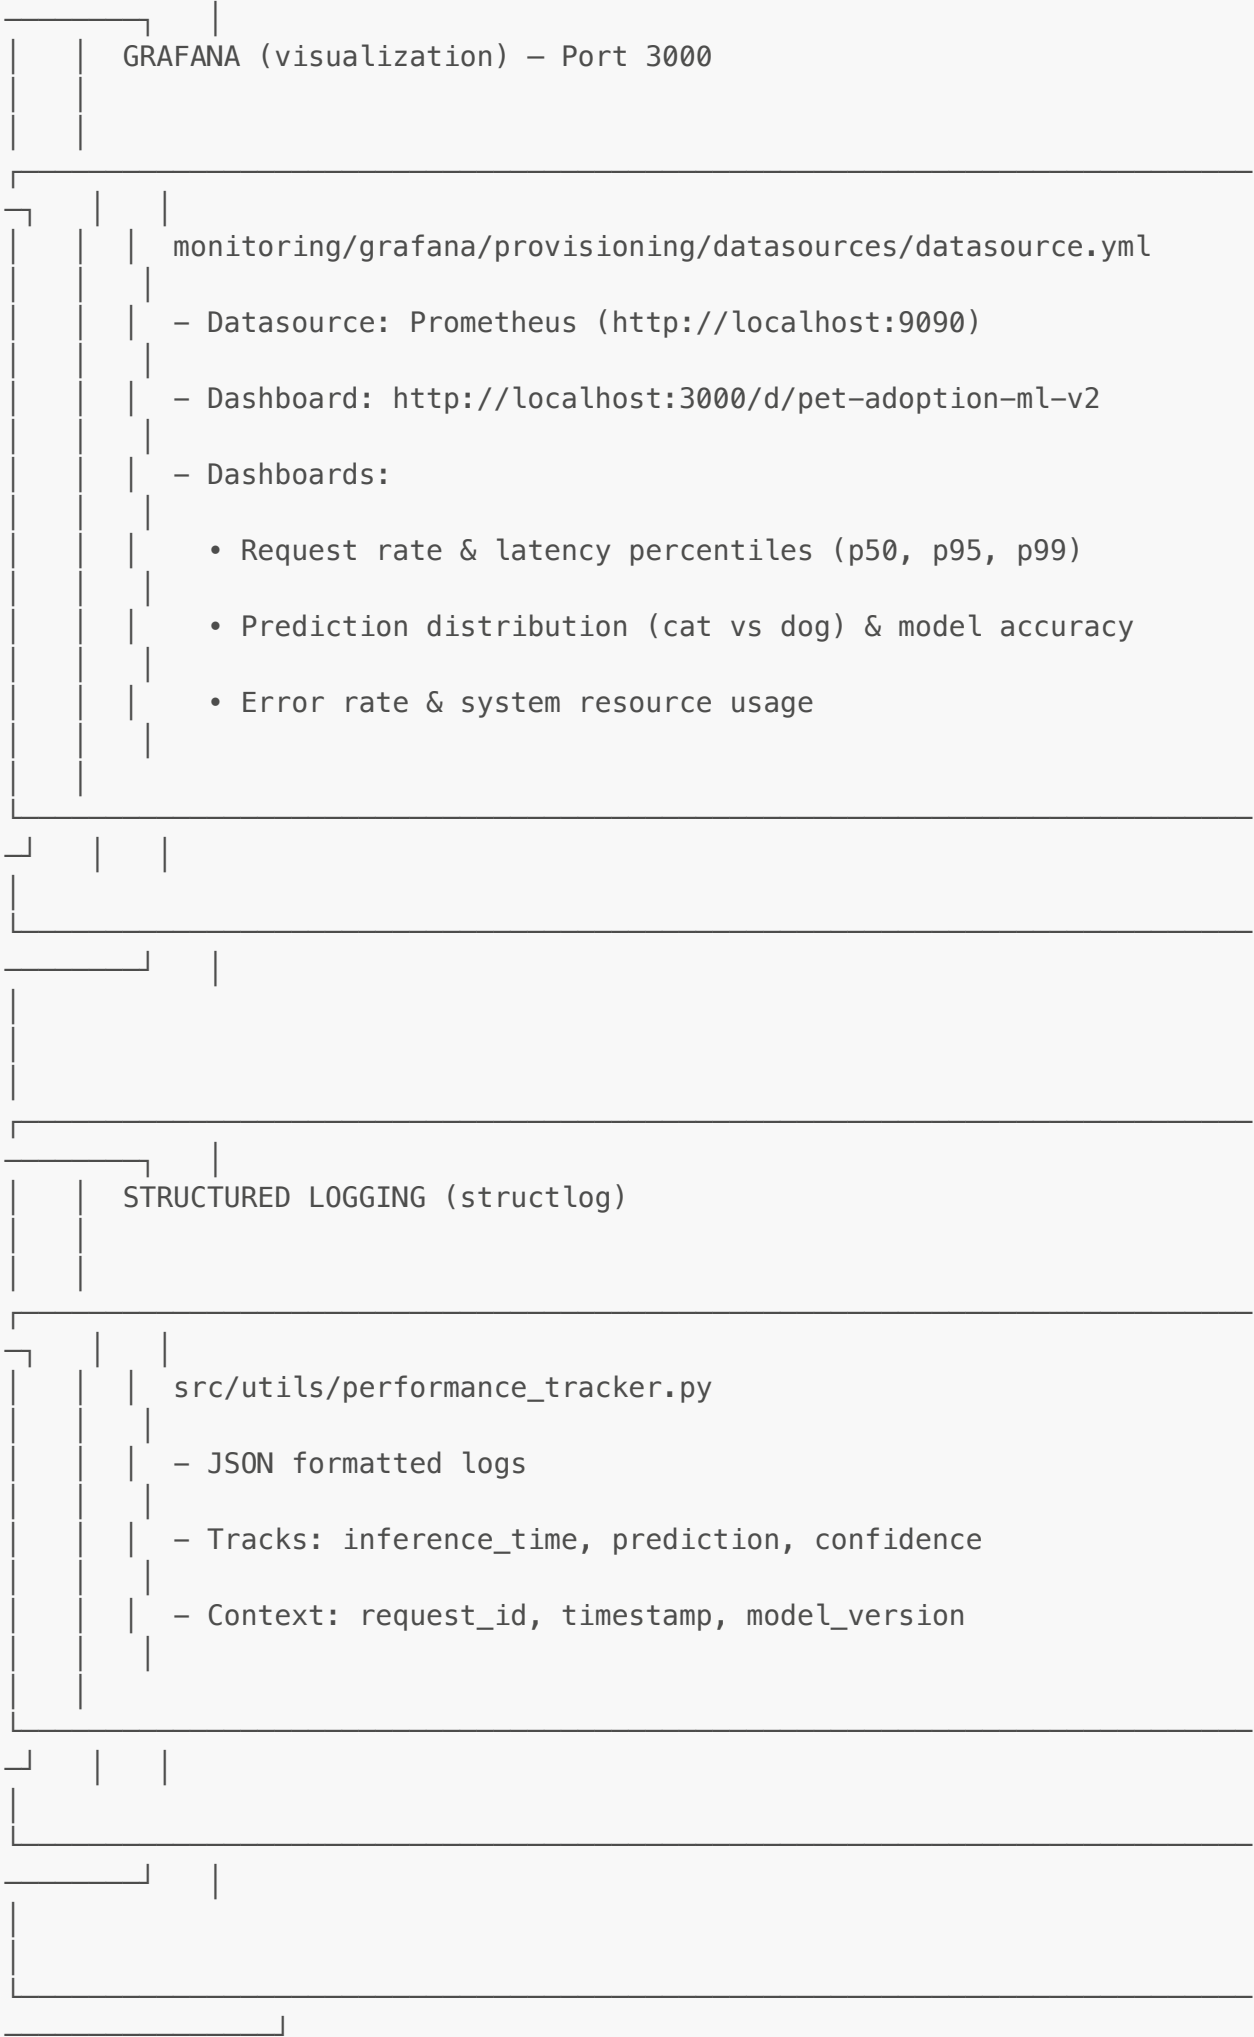 GRAFANA (visualization) - Port 3000
monitoring/grafana/provisioning/datasources/datasource.yml
- Datasource: Prometheus (http://localhost:9090)
- Dashboard: http://localhost:3000/d/pet-adoption-ml-v2
- Dashboards:
• Request rate & latency percentiles (p50, p95, p99)
• Prediction distribution (cat vs dog) & model accuracy
• Error rate & system resource usage
STRUCTURED LOGGING (structlog)
src/utils/performance_tracker.py
- JSON formatted logs
- Tracks: inference_time, prediction, confidence
- Context: request_id, timestamp, model_version